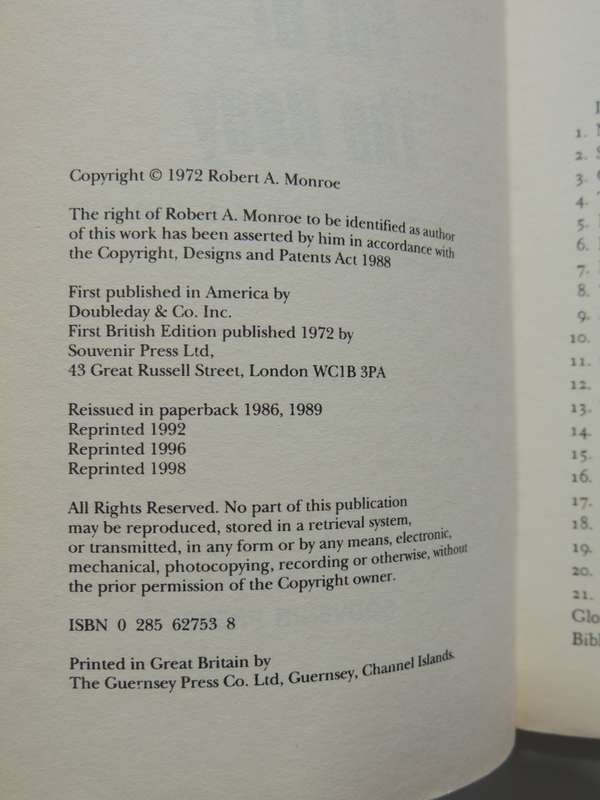 Copyright © 1972 Robert A. Monroe
The right of Robert A. Monroe to be identified as author
of this work has been asserted by him in accordance with
the Copyright, Designs and Patents Act 1988
First published in America by
Doubleday & Co. Inc.
First British Edition published 1972 by
Souvenir Press Ltd,
43 Great Russell Street, London WC1B 3PA
Reissued in paperback 1986, 1989
Reprinted 1992
Reprinted 1996
Reprinted 1998
All Rights Reserved. No part of this publication
may be reproduced, stored in a retrieval system,
or transmitted, in any form or by any means, electronic,
mechanical, photocopying, recording or otherwise, without
the prior permission of the Copyright owner.
ISBN 0 285 62753 8
Printed in Great Britain by
The Guernsey Press Co. Ltd, Guernsey, Channel Islands.
1.
2.
3.
4.
5.
6.
7.
8.
9.
10.
11.
12.
13.
14.
15.
16.
17.
18.
19.
20.
21.
Glo
Bibl